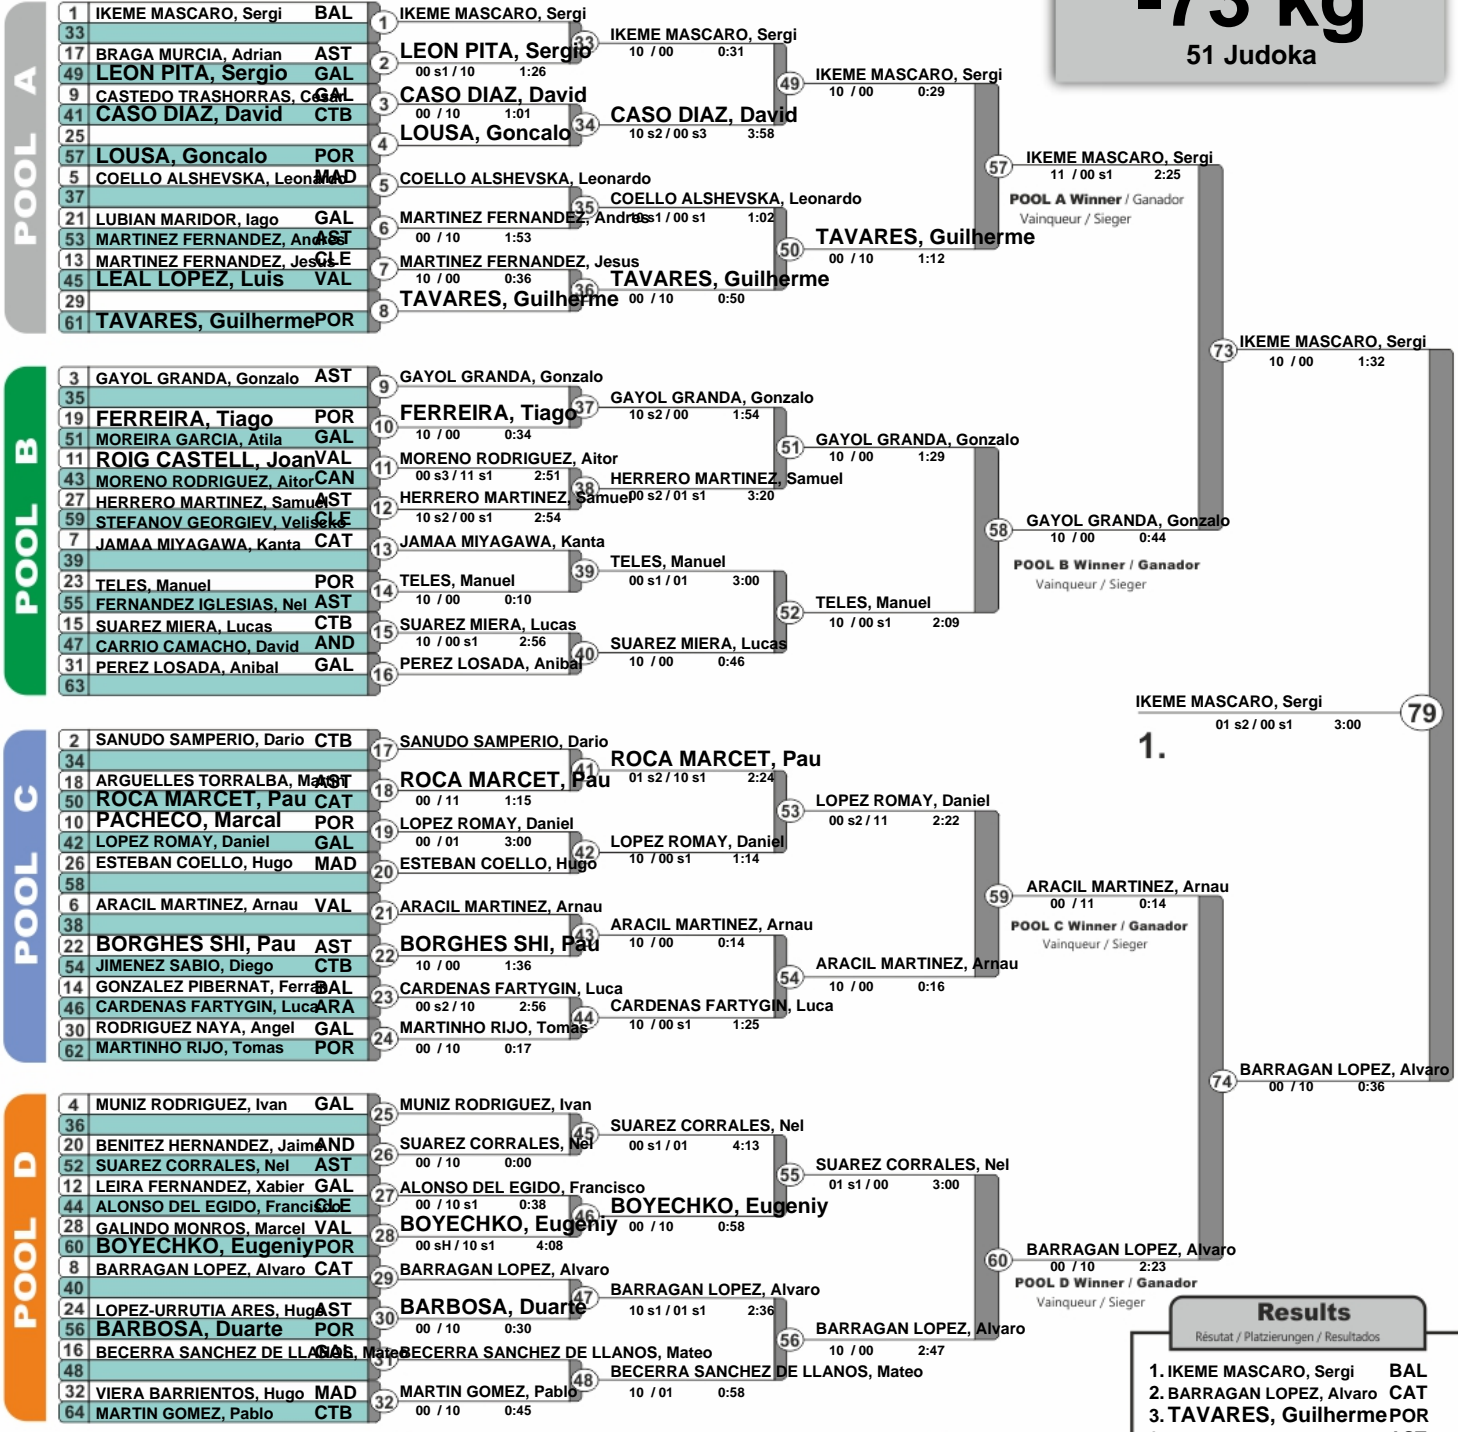 -73 kg
51 Judoka
POOL A
1 IKEME MASCARO, Sergi BAL
33
17 BRAGA MURCIA, Adrian AST
49 LEON PITA, Sergio GAL
9 CASTEDO TRASHORRAS, Cesar GAL
41 CASO DIAZ, David CTB
25
57 LOUSA, Goncalo POR
5 COELLO ALSHEVSKA, Leonardo MAD
37
21 LUBIAN MARIDOR, Iago GAL
53 MARTINEZ FERNANDEZ, Andres AST
13 MARTINEZ FERNANDEZ, Jesus CLE
45 LEAL LOPEZ, Luis VAL
29
61 TAVARES, Guilherme POR
1 IKEME MASCARO, Sergi
2 LEON PITA, Sergio
00 s1 / 10 1:26
3 CASO DIAZ, David
00 / 10 1:01
4 LOUSA, Goncalo
5 COELLO ALSHEVSKA, Leonardo
6 MARTINEZ FERNANDEZ, Andres
00 / 10 1:53
7 MARTINEZ FERNANDEZ, Jesus
10 / 00 0:36
8 TAVARES, Guilherme
33 IKEME MASCARO, Sergi
10 / 00 0:31
34 CASO DIAZ, David
10 s2 / 00 s3 3:58
35 COELLO ALSHEVSKA, Leonardo
10 s1 / 00 s1 1:02
36 TAVARES, Guilherme
00 / 10 0:50
49 IKEME MASCARO, Sergi
10 / 00 0:29
50 TAVARES, Guilherme
00 / 10 1:12
57 IKEME MASCARO, Sergi
11 / 00 s1 2:25
POOL A Winner / Ganador
Vainqueur / Sieger
POOL B
3 GAYOL GRANDA, Gonzalo AST
35
19 FERREIRA, Tiago POR
51 MOREIRA GARCIA, Atila GAL
11 ROIG CASTELL, Joan VAL
43 MORENO RODRIGUEZ, Aitor CAN
27 HERRERO MARTINEZ, Samuel AST
59 STEFANOV GEORGIEV, Veliscko CLE
7 JAMAA MIYAGAWA, Kanta CAT
39
23 TELES, Manuel POR
55 FERNANDEZ IGLESIAS, Nel AST
15 SUAREZ MIERA, Lucas CTB
47 CARRIO CAMACHO, David AND
31 PEREZ LOSADA, Anibal GAL
63
9 GAYOL GRANDA, Gonzalo
10 FERREIRA, Tiago
10 / 00 0:34
11 MORENO RODRIGUEZ, Aitor
00 s3 / 11 s1 2:51
12 HERRERO MARTINEZ, Samuel
10 s2 / 00 s1 2:54
13 JAMAA MIYAGAWA, Kanta
14 TELES, Manuel
10 / 00 0:10
15 SUAREZ MIERA, Lucas
10 / 00 s1 2:56
16 PEREZ LOSADA, Anibal
37 GAYOL GRANDA, Gonzalo
10 s2 / 00 1:54
38 HERRERO MARTINEZ, Samuel
00 s2 / 01 s1 3:20
39 TELES, Manuel
00 s1 / 01 3:00
40 SUAREZ MIERA, Lucas
10 / 00 0:46
51 GAYOL GRANDA, Gonzalo
10 / 00 1:29
52 TELES, Manuel
10 / 00 s1 2:09
58 GAYOL GRANDA, Gonzalo
10 / 00 0:44
POOL B Winner / Ganador
Vainqueur / Sieger
73 IKEME MASCARO, Sergi
10 / 00 1:32
IKEME MASCARO, Sergi 79
01 s2 / 00 s1 3:00
1.
POOL C
2 SANUDO SAMPERIO, Dario CTB
34
18 ARGUELLES TORRALBA, Martin AST
50 ROCA MARCET, Pau CAT
10 PACHECO, Marcal POR
42 LOPEZ ROMAY, Daniel GAL
26 ESTEBAN COELLO, Hugo MAD
58
6 ARACIL MARTINEZ, Arnau VAL
38
22 BORGHES SHI, Pau AST
54 JIMENEZ SABIO, Diego CTB
14 GONZALEZ PIBERNAT, Ferran BAL
46 CARDENAS FARTYGIN, Luca ARA
30 RODRIGUEZ NAYA, Angel GAL
62 MARTINHO RIJO, Tomas POR
17 SANUDO SAMPERIO, Dario
18 ROCA MARCET, Pau
00 / 11 1:15
19 LOPEZ ROMAY, Daniel
00 / 01 3:00
20 ESTEBAN COELLO, Hugo
21 ARACIL MARTINEZ, Arnau
22 BORGHES SHI, Pau
10 / 00 1:36
23 CARDENAS FARTYGIN, Luca
00 s2 / 10 2:56
24 MARTINHO RIJO, Tomas
00 / 10 0:17
41 ROCA MARCET, Pau
01 s2 / 10 s1 2:24
42 LOPEZ ROMAY, Daniel
10 / 00 s1 1:14
43 ARACIL MARTINEZ, Arnau
10 / 00 0:14
44 CARDENAS FARTYGIN, Luca
10 / 00 s1 1:25
53 LOPEZ ROMAY, Daniel
00 s2 / 11 2:22
54 ARACIL MARTINEZ, Arnau
10 / 00 0:16
59 ARACIL MARTINEZ, Arnau
00 / 11 0:14
POOL C Winner / Ganador
Vainqueur / Sieger
POOL D
4 MUNIZ RODRIGUEZ, Ivan GAL
36
20 BENITEZ HERNANDEZ, Jaime AND
52 SUAREZ CORRALES, Nel AST
12 LEIRA FERNANDEZ, Xabier GAL
44 ALONSO DEL EGIDO, Francisco CLE
28 GALINDO MONROS, Marcel VAL
60 BOYECHKO, Eugeniy POR
8 BARRAGAN LOPEZ, Alvaro CAT
40
24 LOPEZ-URRUTIA ARES, Hugo AST
56 BARBOSA, Duarte POR
16 BECERRA SANCHEZ DE LLANOS, Mateo GAL
48
32 VIERA BARRIENTOS, Hugo MAD
64 MARTIN GOMEZ, Pablo CTB
25 MUNIZ RODRIGUEZ, Ivan
26 SUAREZ CORRALES, Nel
00 / 10 0:00
27 ALONSO DEL EGIDO, Francisco
00 / 10 s1 0:38
28 BOYECHKO, Eugeniy
00 sH / 10 s1 4:08
29 BARRAGAN LOPEZ, Alvaro
30 BARBOSA, Duarte
00 / 10 0:30
31 BECERRA SANCHEZ DE LLANOS, Mateo
32 MARTIN GOMEZ, Pablo
00 / 10 0:45
45 SUAREZ CORRALES, Nel
00 s1 / 01 4:13
46 BOYECHKO, Eugeniy
00 / 10 0:58
47 BARRAGAN LOPEZ, Alvaro
10 s1 / 01 s1 2:36
48 BECERRA SANCHEZ DE LLANOS, Mateo
10 / 01 0:58
55 SUAREZ CORRALES, Nel
01 s1 / 00 3:00
56 BARRAGAN LOPEZ, Alvaro
10 / 00 2:47
60 BARRAGAN LOPEZ, Alvaro
00 / 10 2:23
POOL D Winner / Ganador
Vainqueur / Sieger
74 BARRAGAN LOPEZ, Alvaro
00 / 10 0:36
Results
Résutat / Platzierungen / Resultados
1. IKEME MASCARO, Sergi BAL
2. BARRAGAN LOPEZ, Alvaro CAT
3. TAVARES, Guilherme POR